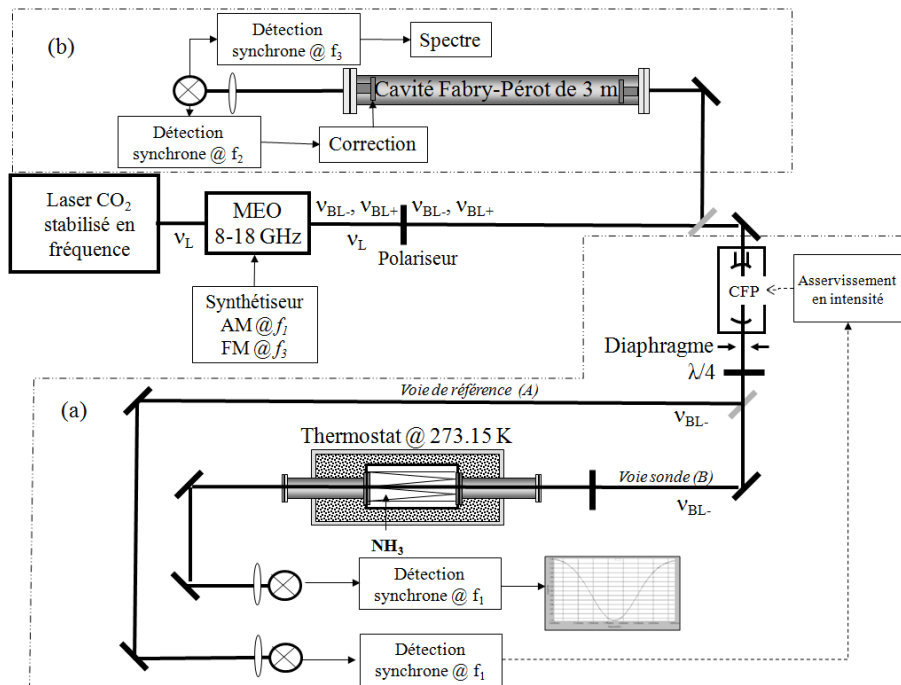 (b)
Détection
synchrone @ f3
Spectre
Cavité Fabry-Pérot de 3 m
Détection
synchrone @ f2
Correction
Laser CO2
stabilisé en
fréquence
νL
MEO
8-18 GHz
νBL-, νBL+
νL
νBL-, νBL+
Polariseur
Synthétiseur
AM @ f1
FM @ f3
CFP
Asservissement
en intensité
Diaphragme
λ/4
(a)
Voie de référence (A)
νBL-
Thermostat @ 273.15 K
Voie sonde (B)
νBL-
NH3
Détection
synchrone @ f1
Détection
synchrone @ f1